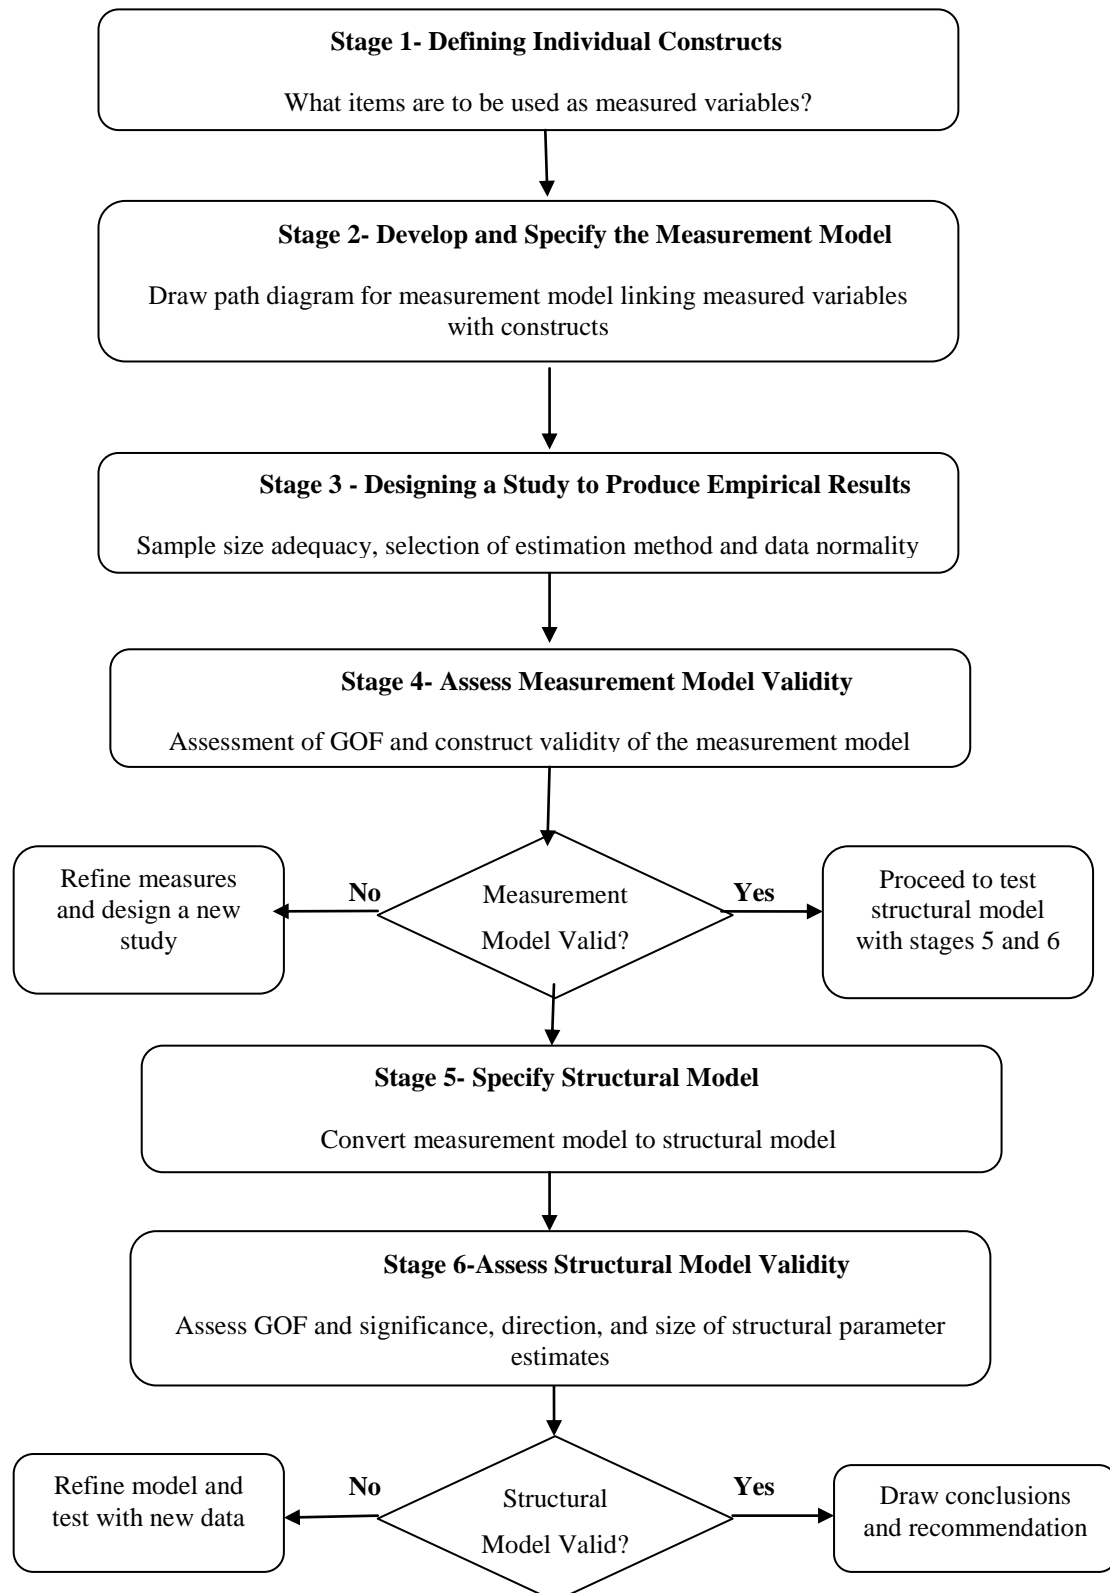 Stage 1- Defining Individual Constructs
What items are to be used as measured variables?
Stage 2- Develop and Specify the Measurement Model
Draw path diagram for measurement model linking measured variables
with constructs
Stage 3 - Designing a Study to Produce Empirical Results
Sample size adequacy, selection of estimation method and data normality
Stage 4- Assess Measurement Model Validity
Assessment of GOF and construct validity of the measurement model
Refine measures
and design a new
study
No
Measurement
Model Valid?
Yes
Proceed to test
structural model
with stages 5 and 6
Stage 5- Specify Structural Model
Convert measurement model to structural model
Stage 6-Assess Structural Model Validity
Assess GOF and significance, direction, and size of structural parameter
estimates
Refine model and
test with new data
No
Structural
Model Valid?
Yes
Draw conclusions
and recommendation